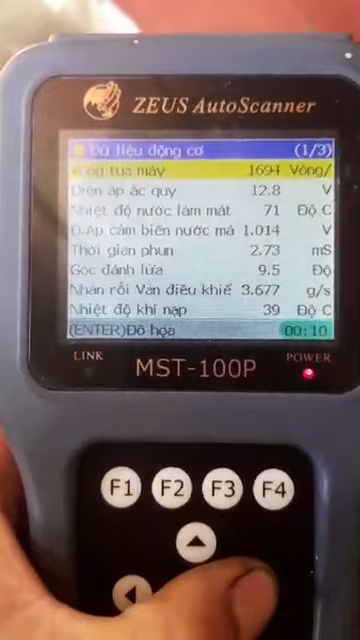 ZEUS AutoScanner
Dữ liệu động cơ (1/3)
Vòng tua máy 1694 Vòng/
Điện áp ắc quy 12.8 V
Nhiệt độ nước làm mát 71 Độ C
Đ.Áp cảm biến nước má 1.014 V
Thời gian phun 2.73 mS
Góc đánh lửa 9.5 Độ
Nhàn rỗi Van điều khiể 3.677 g/s
Nhiệt độ khí nạp 39 Độ C
(ENTER)Đồ họa 00:10
LINK MST-100P POWER
F1 F2 F3 F4